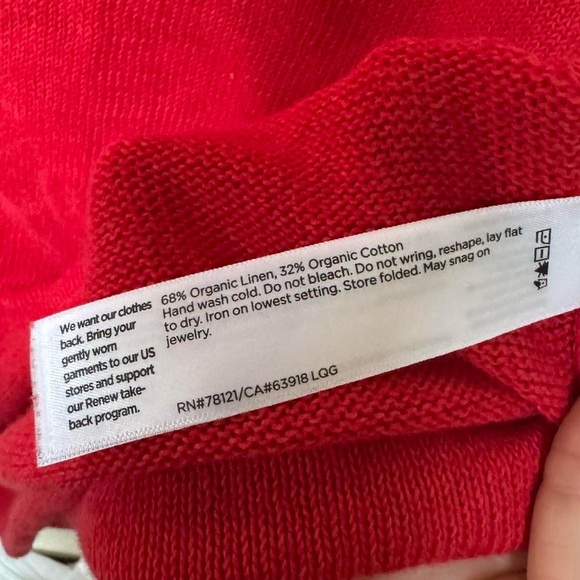 We want our clothes
back. Bring your
gently worn
garments to our US
stores and support
our Renew take-
back program.
68% Organic Linen, 32% Organic Cotton
Hand wash cold. Do not bleach. Do not wring, reshape, lay flat
to dry. Iron on lowest setting. Store folded. May snag on
jewelry.
RN#78121/CA#63918 LQG